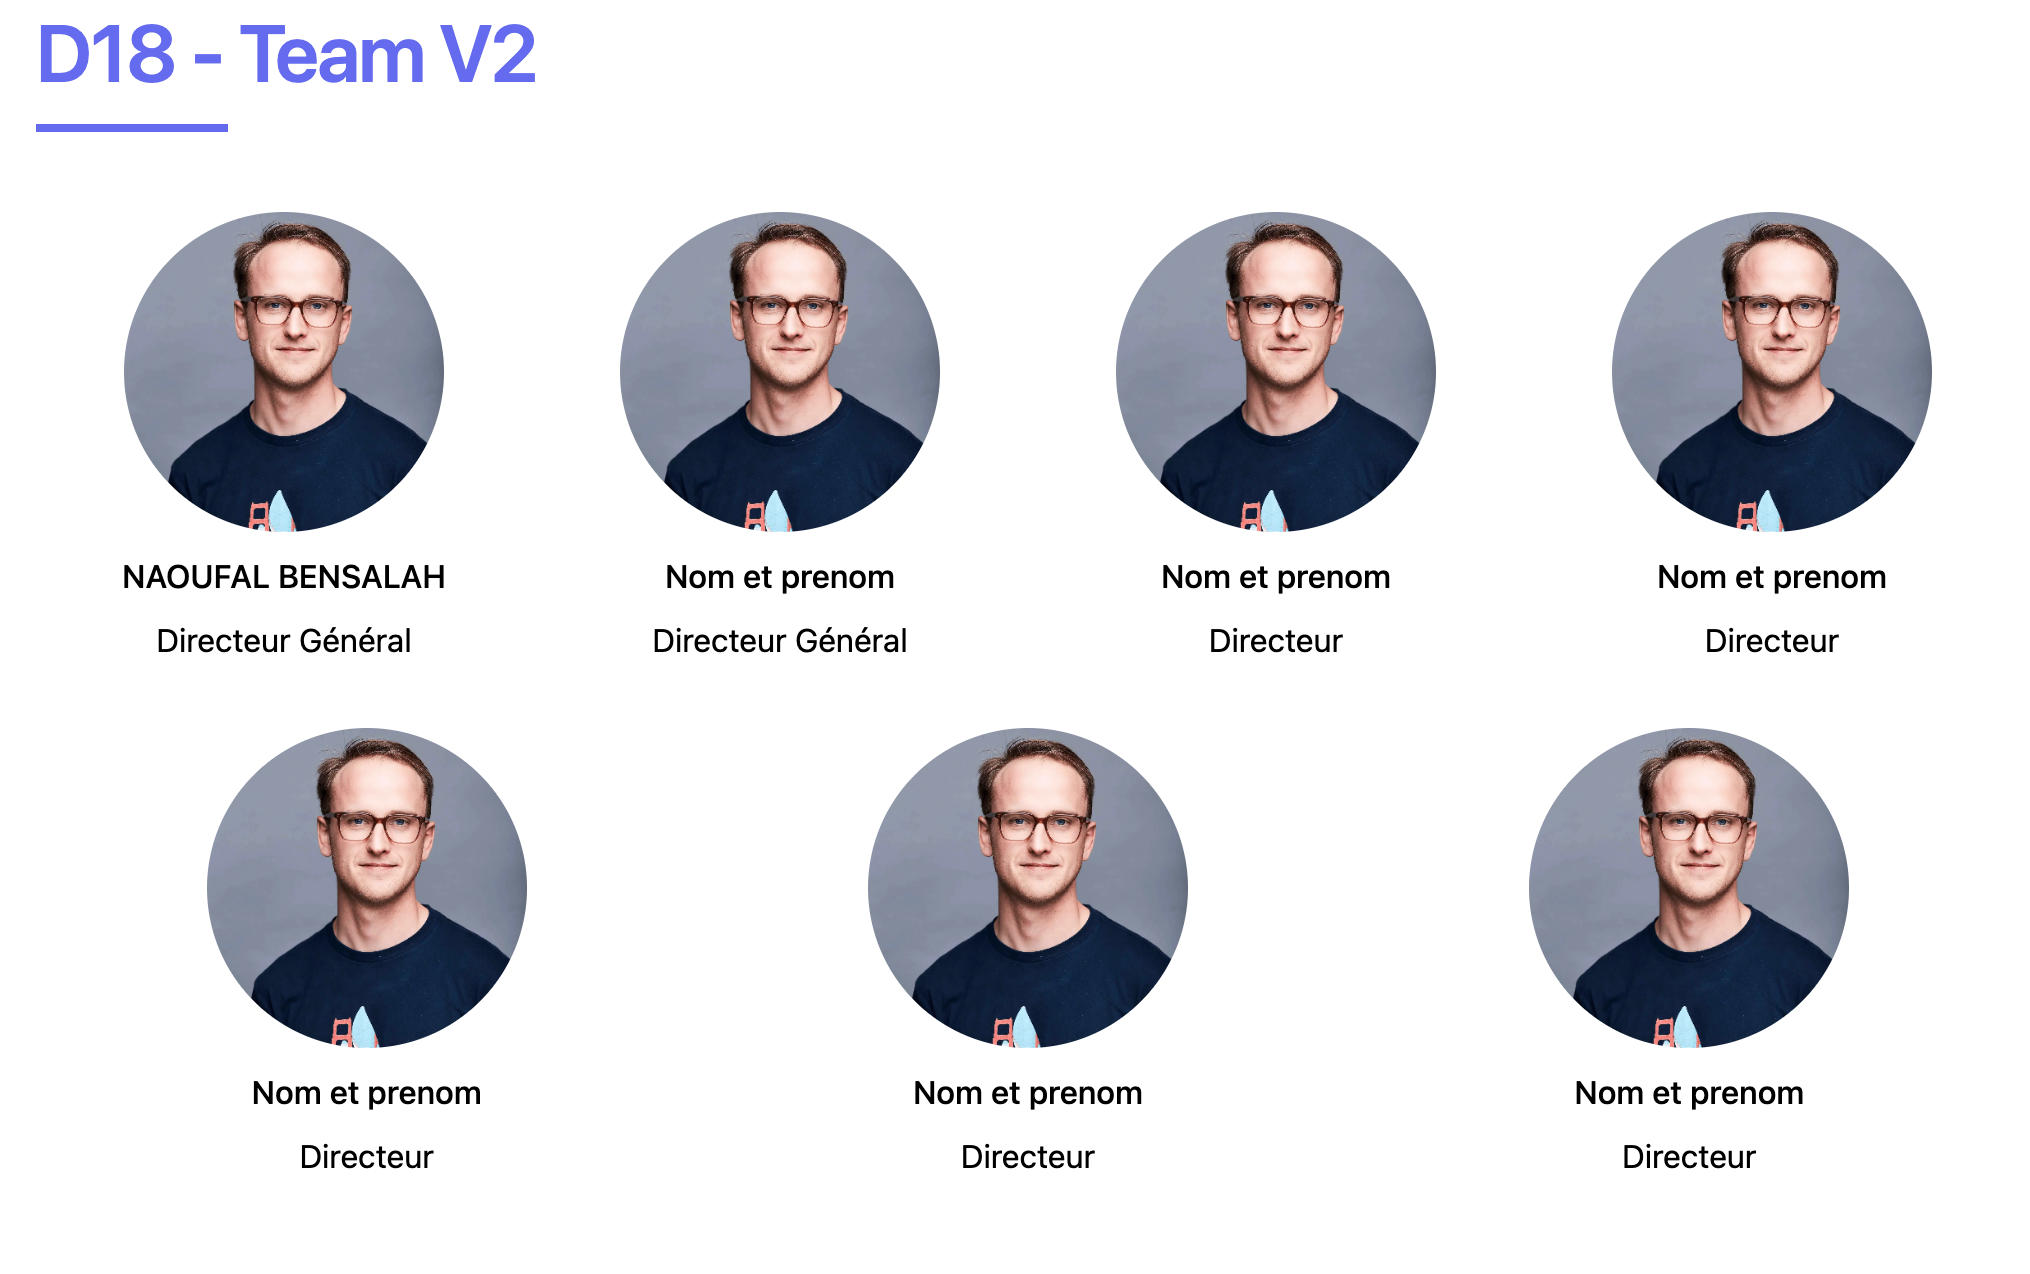 D18 - Team V2
NAOUFAL BENSALAH
Directeur Général
Nom et prenom
Directeur Général
Nom et prenom
Directeur
Nom et prenom
Directeur
Nom et prenom
Directeur
Nom et prenom
Directeur
Nom et prenom
Directeur